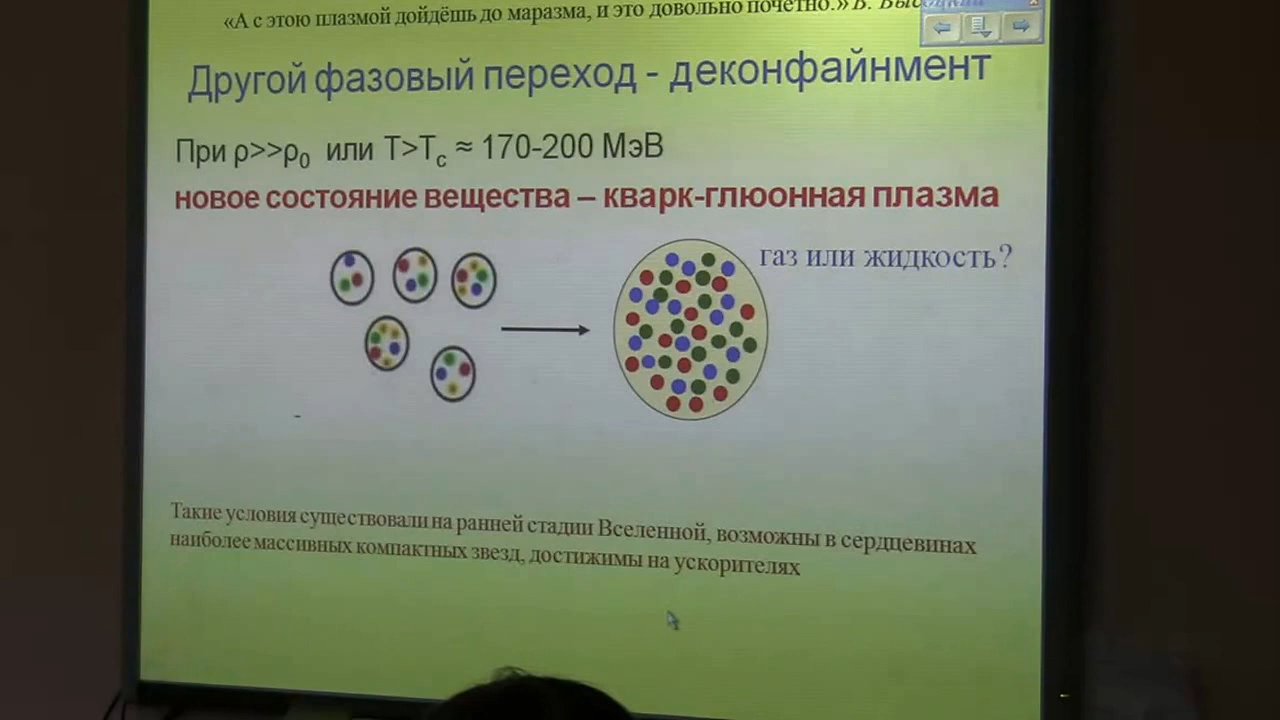 «А с этою плазмой дойдёшь до маразма, и это довольно почётно.» В.
Другой фазовый переход - деконфайнмент
При ρ>>ρ0 или T>Tc ≈ 170-200 МэВ
новое состояние вещества – кварк-глюонная плазма
газ или жидкость?
Такие условия существовали на ранней стадии Вселенной, возможны в сердцевинах
наиболее массивных компактных звезд, достижимы на ускорителях